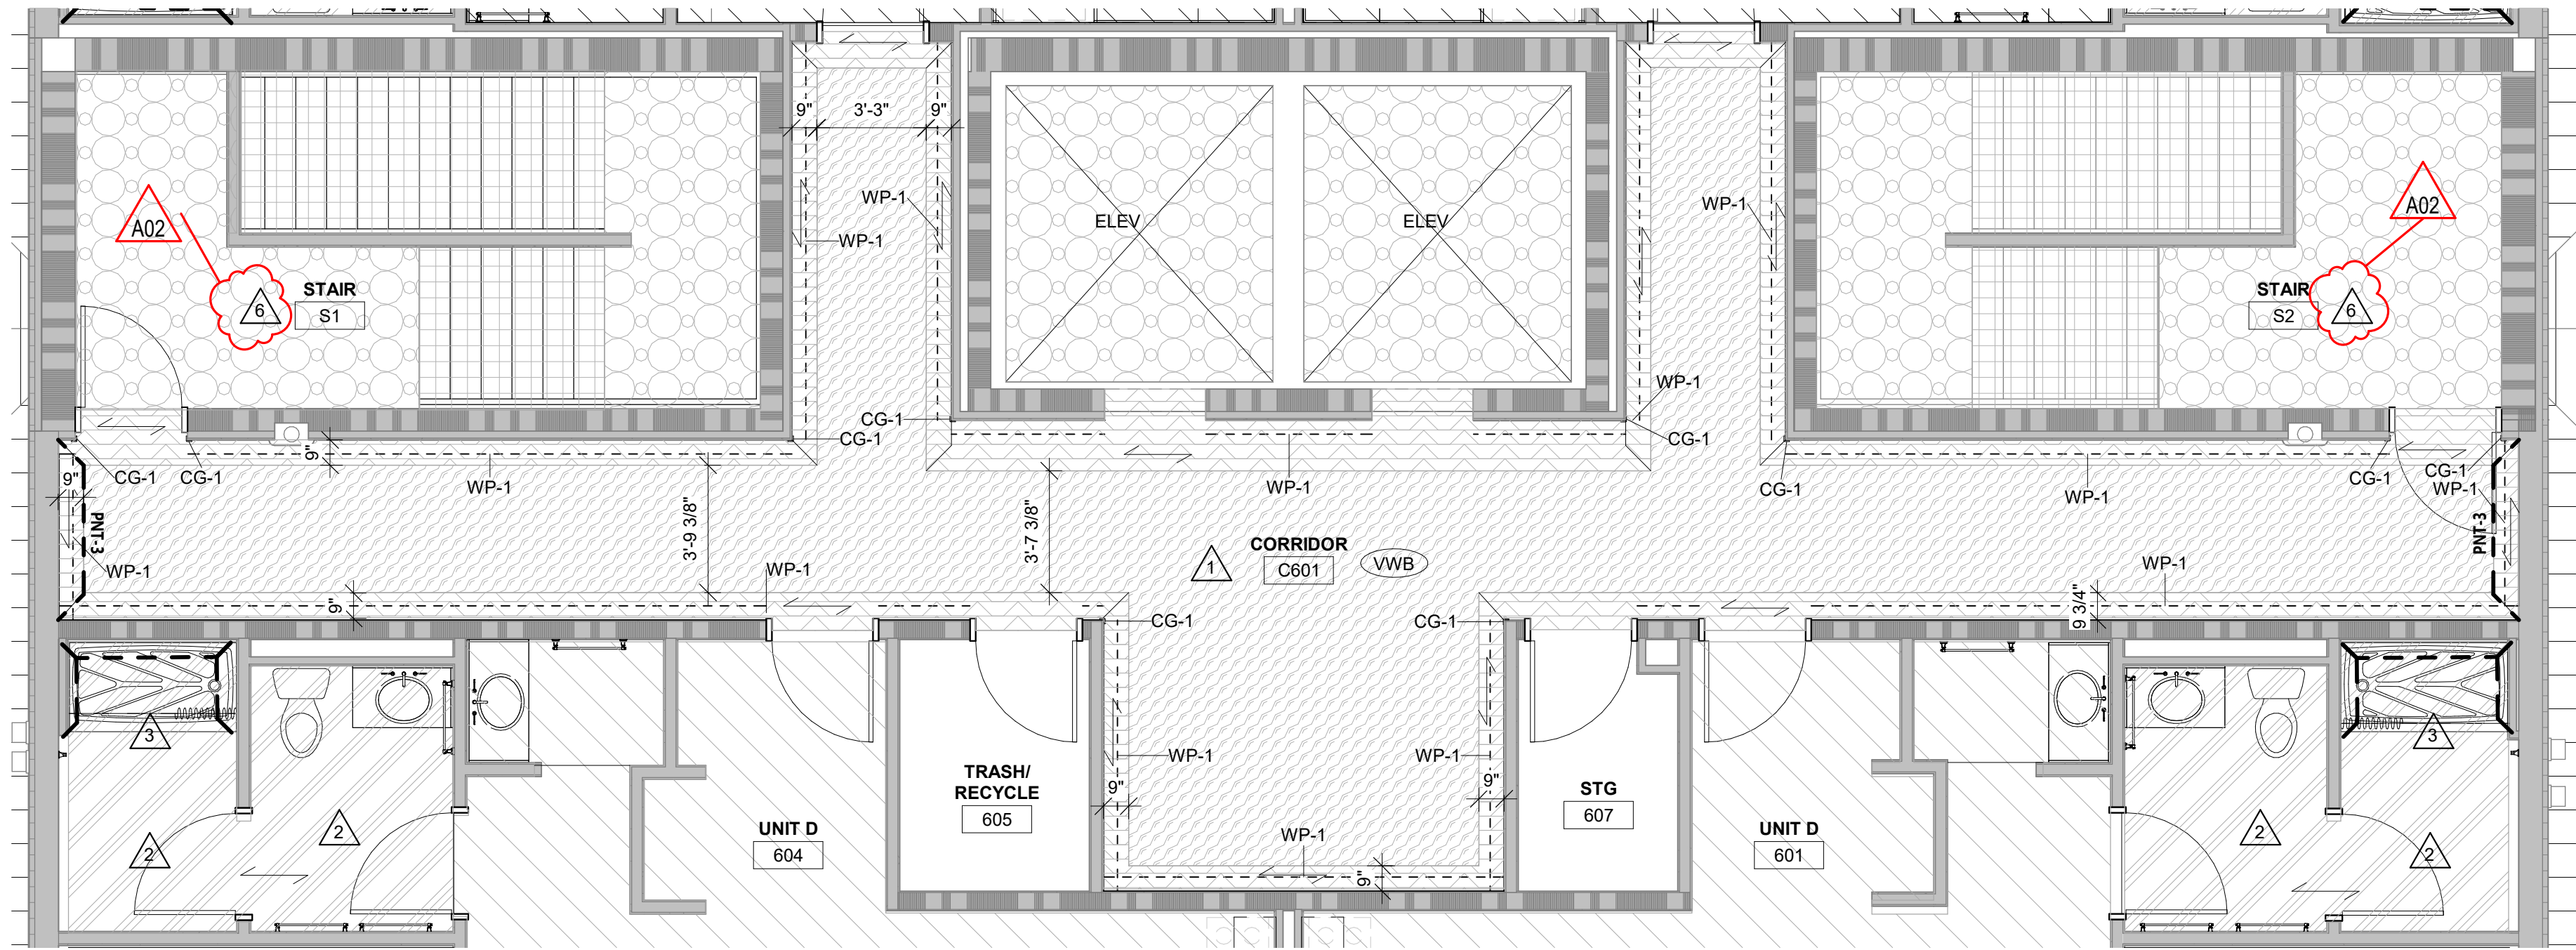 9"
3'-3"
9"
WP-1
WP-1
WP-1
A02
A02
ELEV
ELEV
WP-1
STAIR
S1
6
STAIR
S2
6
WP-1
CG-1
CG-1
CG-1
9"
9"
CG-1
CG-1
WP-1
WP-1
CG-1
WP-1
CG-1
CG-1
WP-1
PNT-3
WP-1
3'-9 3/8"
3'-7 3/8"
CORRIDOR
C601
1
VWB
PNT-3
WP-1
WP-1
9"
9 3/4"
CG-1
CG-1
3
3
WP-1
WP-1
9"
9"
TRASH/
RECYCLE
605
STG
607
2
2
UNIT D
604
WP-1
9"
UNIT D
601
2
2